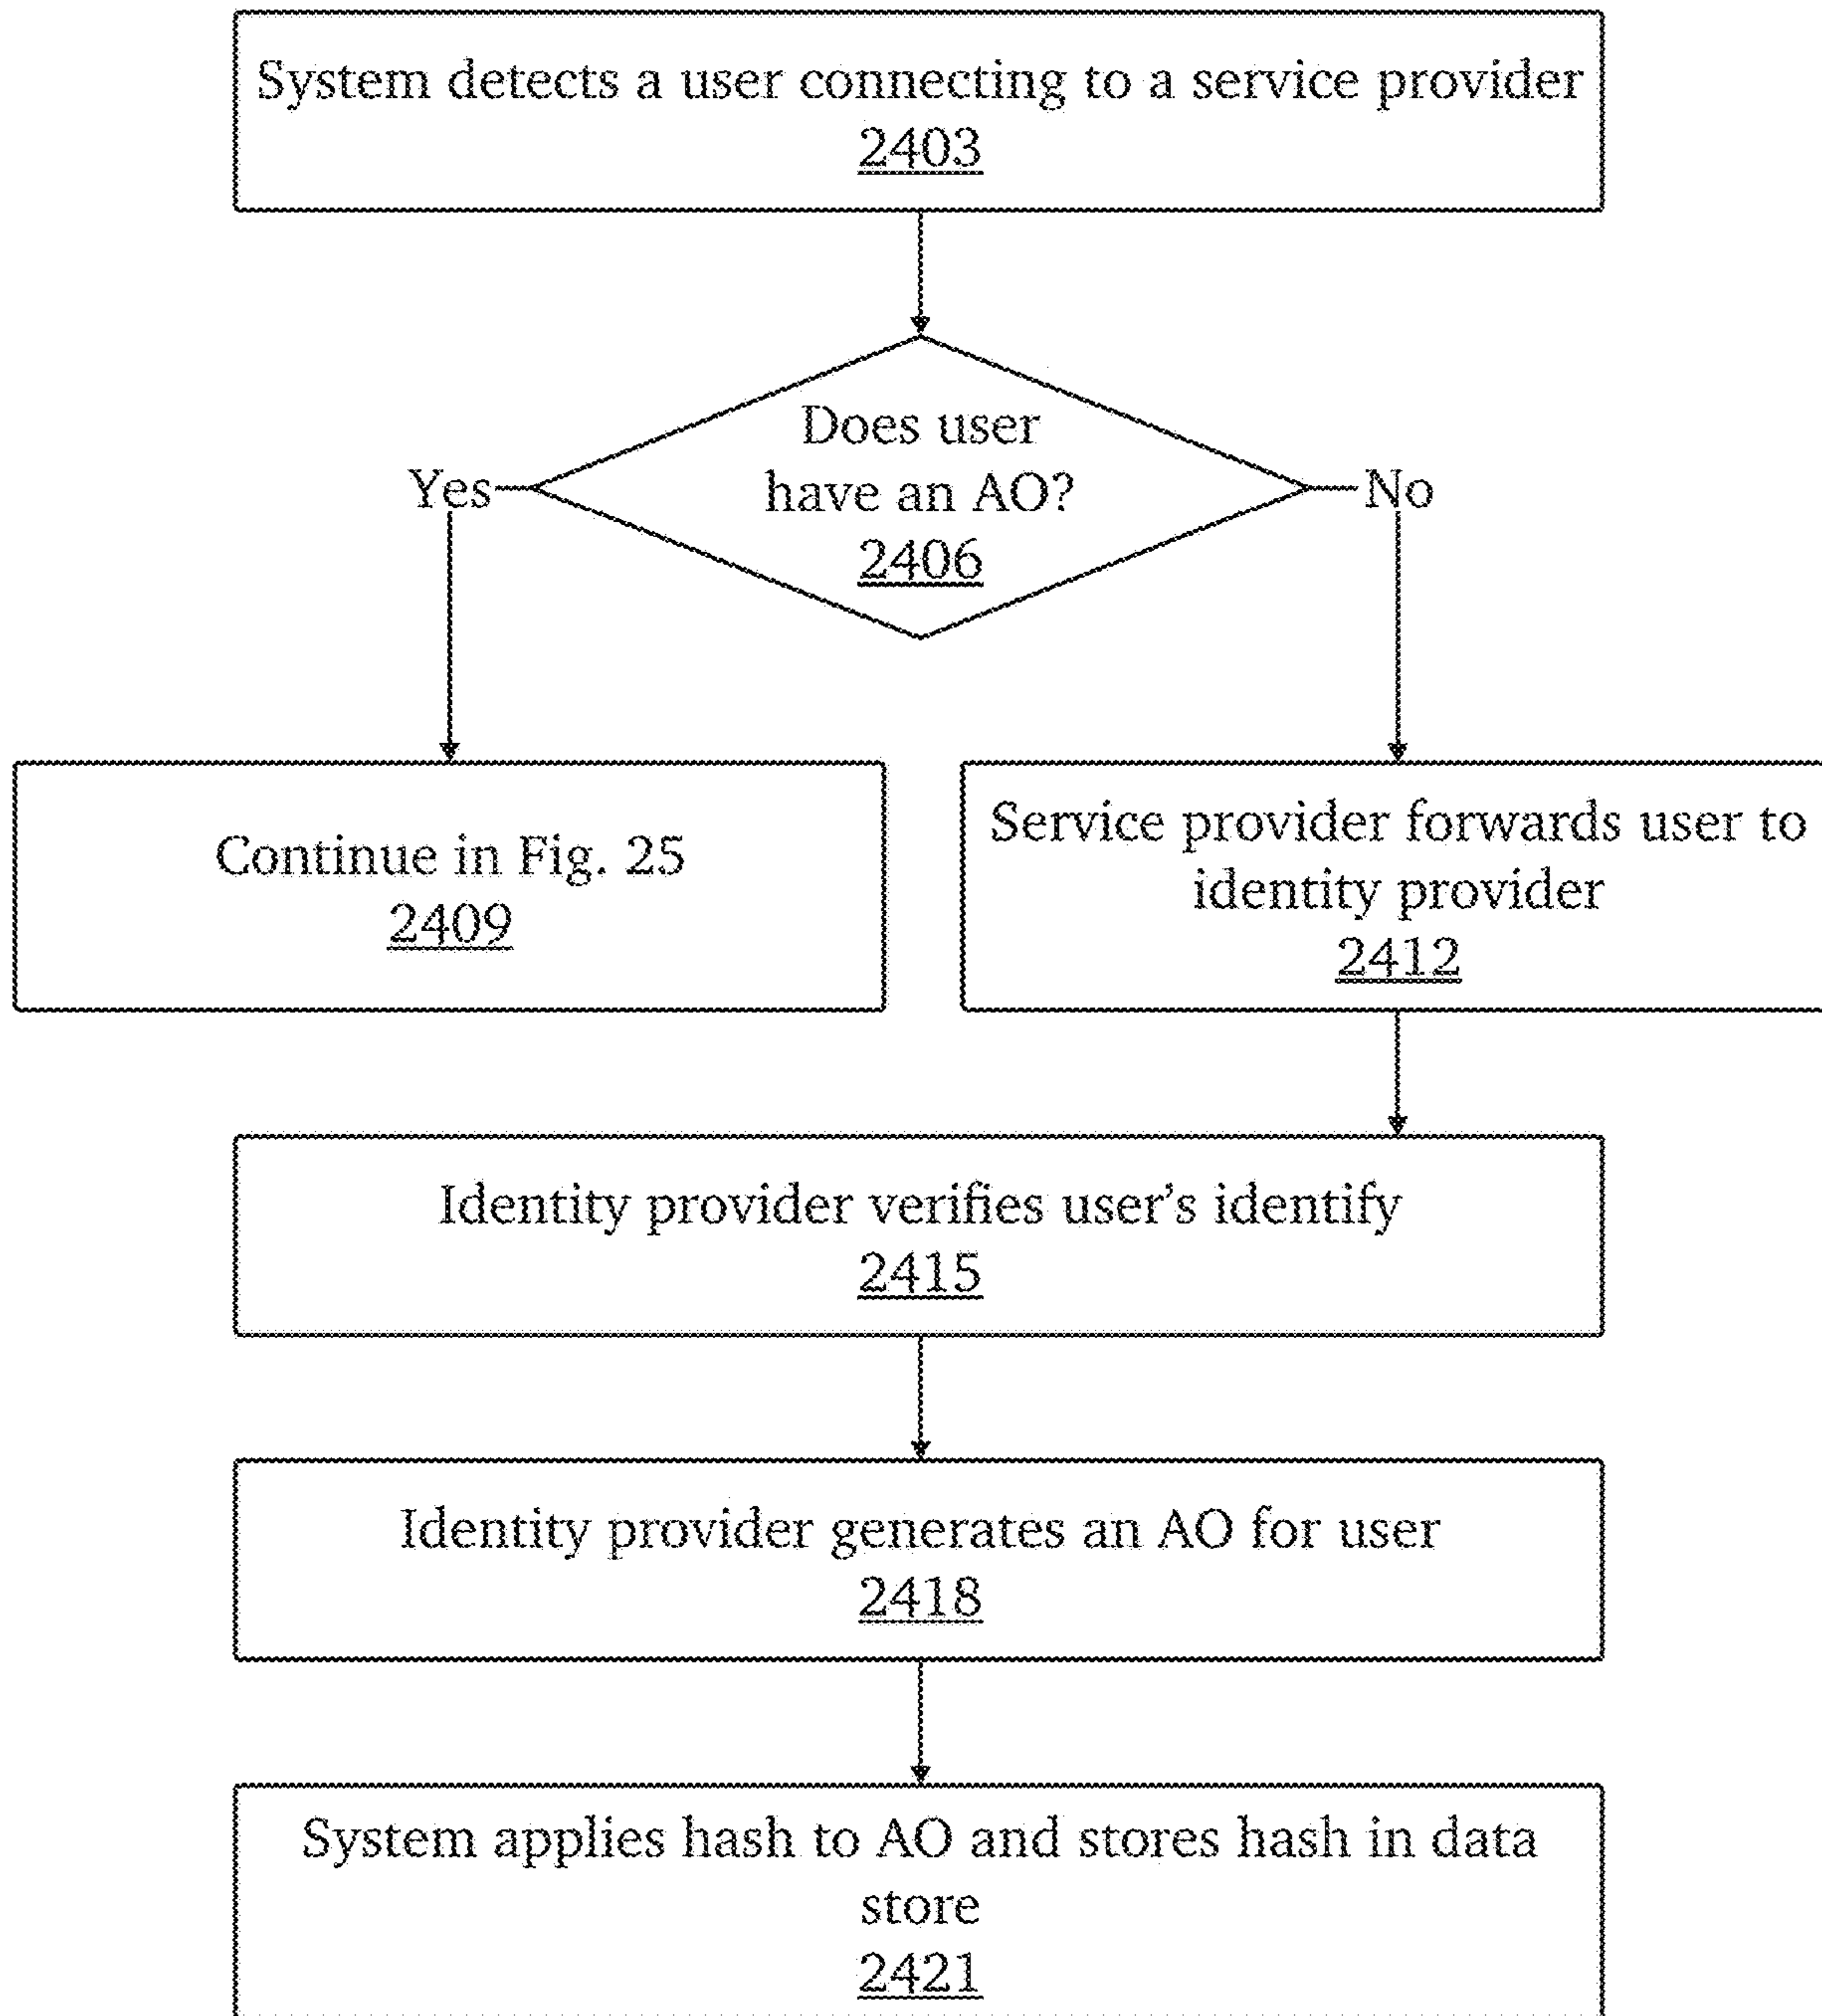 System detects a user connecting to a service provider
2403
Does user
have an AO?
2406
Yes
No
Continue in Fig. 25
2409
Service provider forwards user to
identity provider
2412
Identity provider verifies user’s identify
2415
Identity provider generates an AO for user
2418
System applies hash to AO and stores hash in data
store
2421